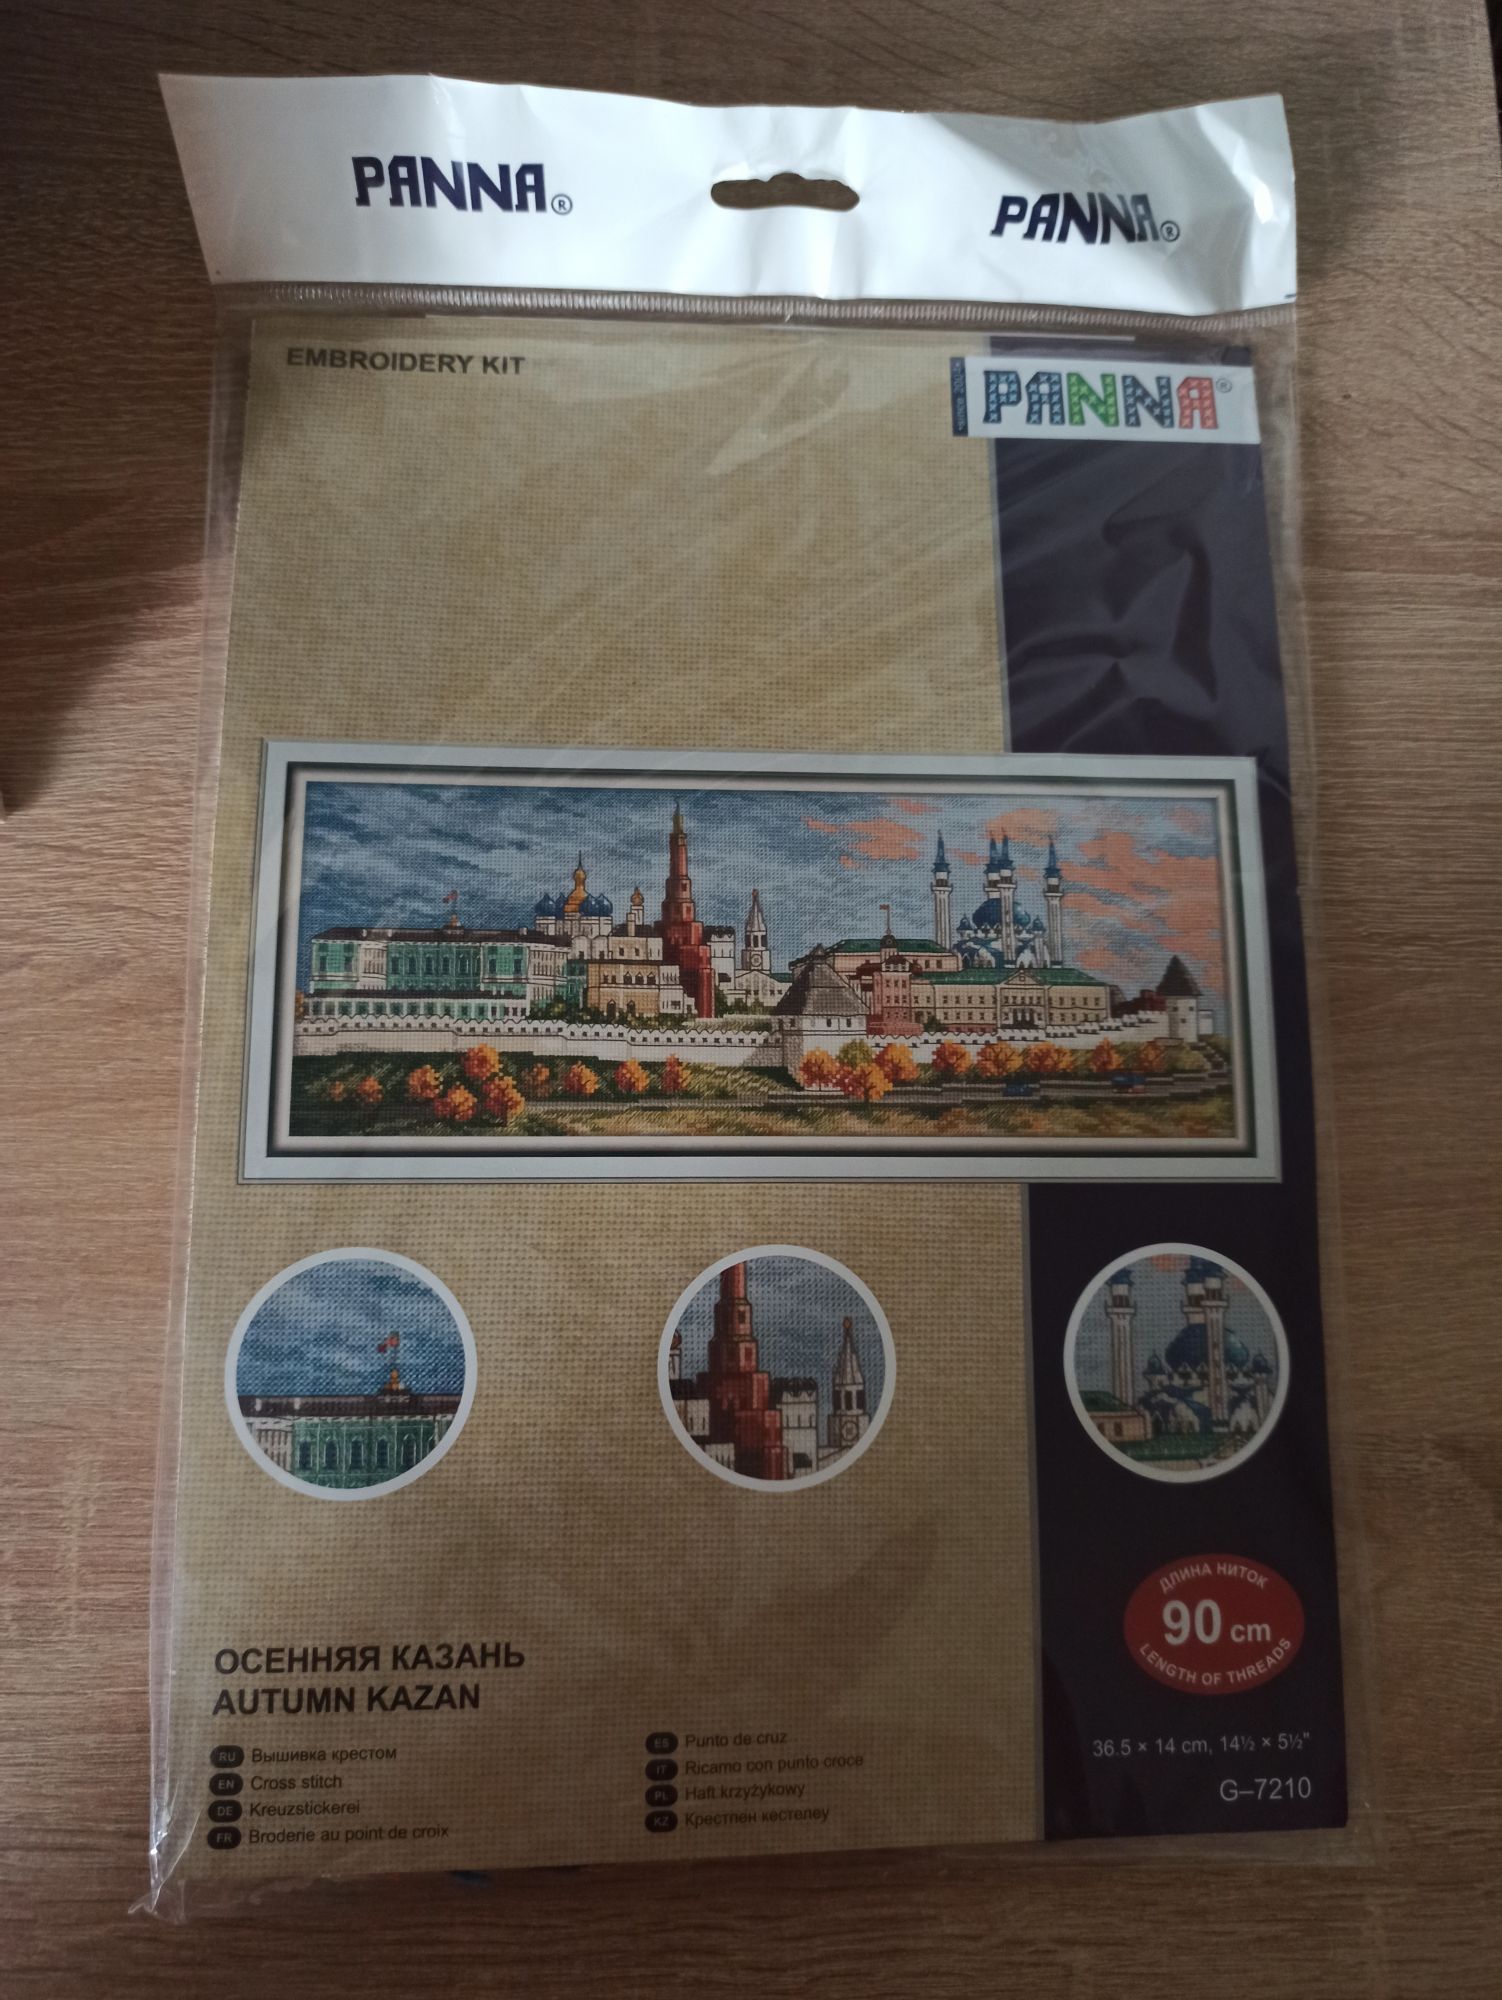 PANNA®
PANNA®
EMBROIDERY KIT
since 2001
PANNA®
ДЛИНА НИТОК
90 cm
LENGTH OF THREADS
ОСЕННЯЯ КАЗАНЬ
AUTUMN KAZAN
RU Вышивка крестом
EN Cross stitch
DE Kreuzstickerei
FR Broderie au point de croix
ES Punto de cruz
IT Ricamo con punto croce
PL Haft krzyżykowy
KZ Крестпен кестелеу
36.5 × 14 cm, 14½ × 5½"
G–7210